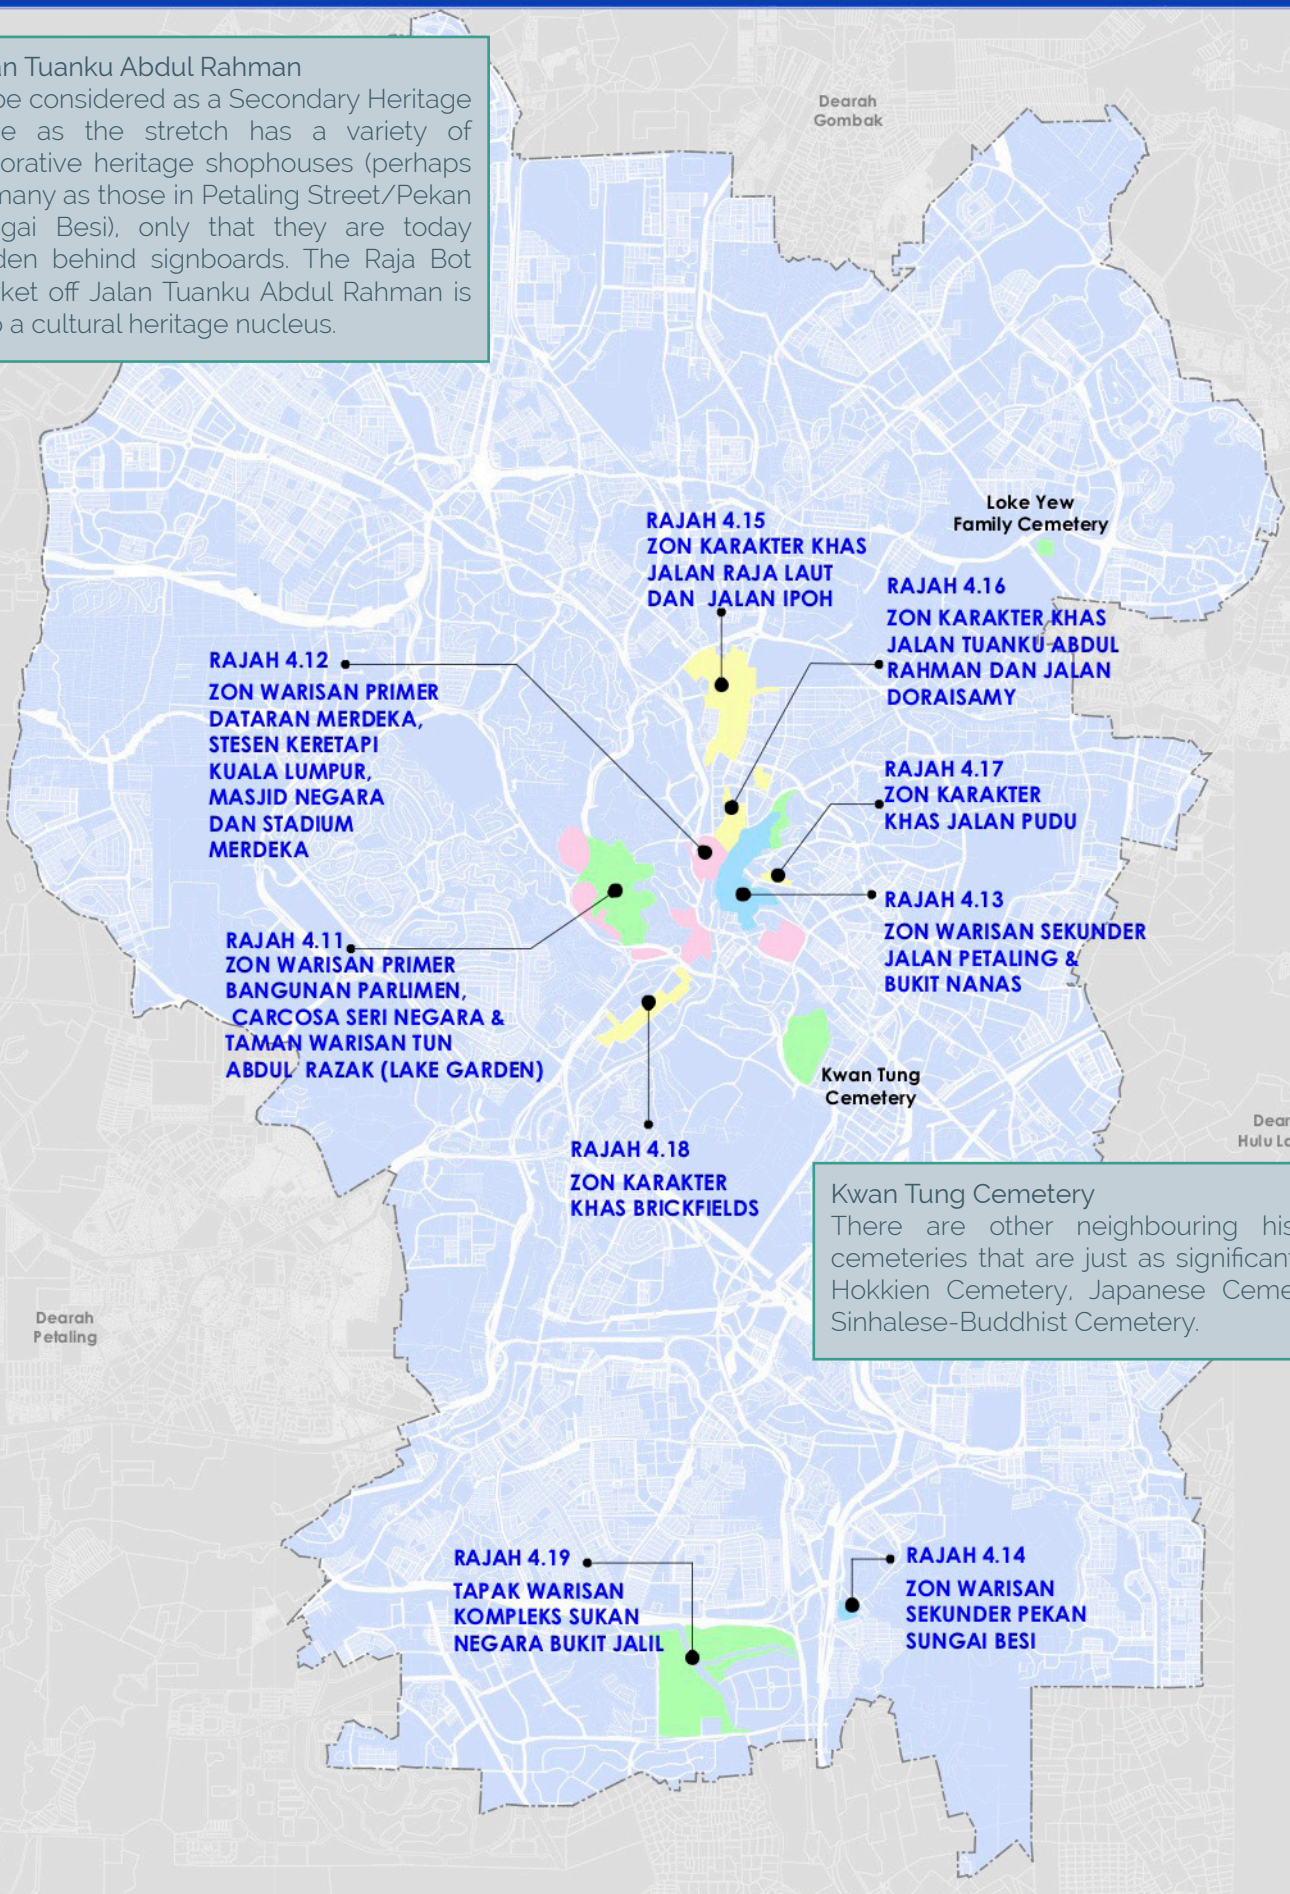 an Tuanku Abdul Rahman
be considered as a Secondary Heritage
e as the stretch has a variety of
orative heritage shophouses (perhaps
many as those in Petaling Street/Pekan
gai Besi), only that they are today
den behind signboards. The Raja Bot
ket off Jalan Tuanku Abdul Rahman is
o a cultural heritage nucleus.
Dearah
Gombak
Loke Yew
Family Cemetery
RAJAH 4.15
ZON KARAKTER KHAS
JALAN RAJA LAUT
DAN JALAN IPOH
RAJAH 4.16
ZON KARAKTER KHAS
JALAN TUANKU ABDUL
RAHMAN DAN JALAN
DORAISAMY
RAJAH 4.12
ZON WARISAN PRIMER
DATARAN MERDEKA,
STESEN KERETAPI
KUALA LUMPUR,
MASJID NEGARA
DAN STADIUM
MERDEKA
RAJAH 4.17
ZON KARAKTER
KHAS JALAN PUDU
RAJAH 4.13
ZON WARISAN SEKUNDER
JALAN PETALING &
BUKIT NANAS
RAJAH 4.11
ZON WARISAN PRIMER
BANGUNAN PARLIMEN,
CARCOSA SERI NEGARA &
TAMAN WARISAN TUN
ABDUL RAZAK (LAKE GARDEN)
Kwan Tung
Cemetery
Dear
Hulu La
RAJAH 4.18
ZON KARAKTER
KHAS BRICKFIELDS
Kwan Tung Cemetery
There are other neighbouring his
cemeteries that are just as significan
Hokkien Cemetery, Japanese Ceme
Sinhalese-Buddhist Cemetery.
Dearah
Petaling
RAJAH 4.19
TAPAK WARISAN
KOMPLEKS SUKAN
NEGARA BUKIT JALIL
RAJAH 4.14
ZON WARISAN
SEKUNDER PEKAN
SUNGAI BESI